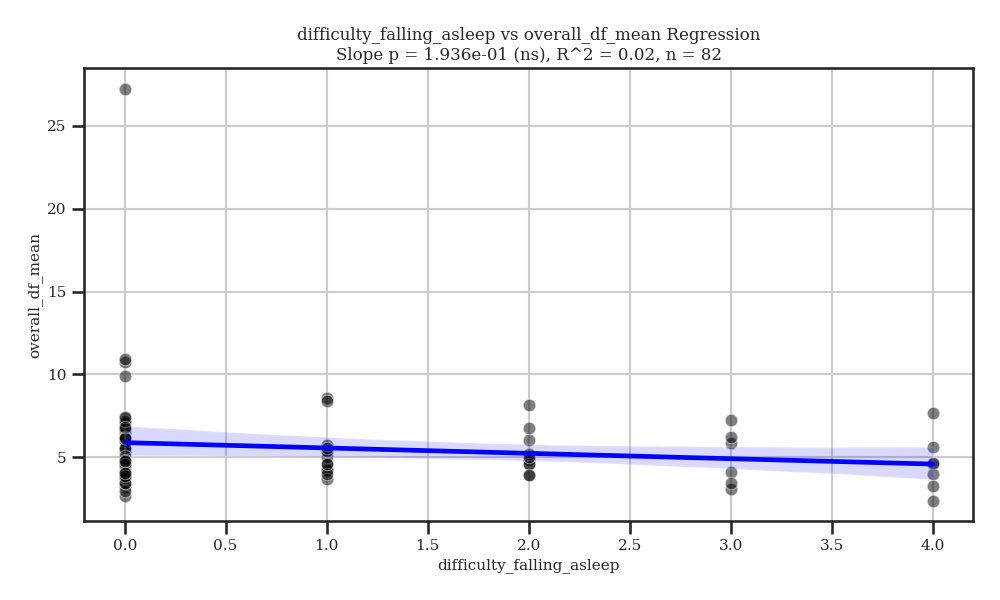 difficulty_falling_asleep vs overall_df_mean Regression
Slope p = 1.936e-01 (ns), R^2 = 0.02, n = 82
overall_df_mean
25
20
15
10
5
0.0 0.5 1.0 1.5 2.0 2.5 3.0 3.5 4.0
difficulty_falling_asleep